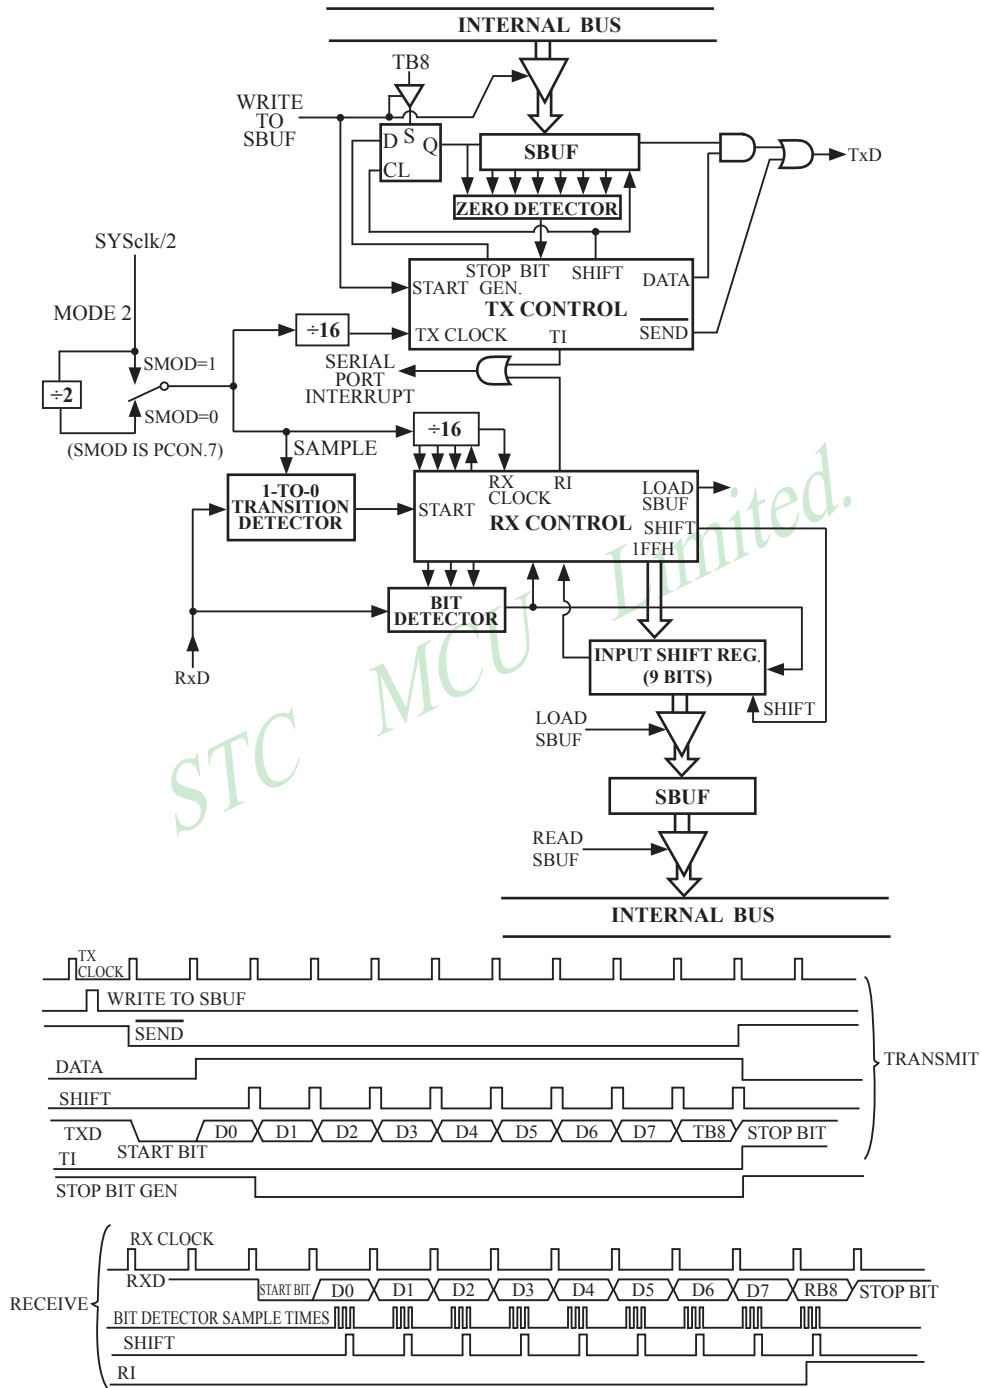 INTERNAL BUS
TB8
WRITE
TO
SBUF
D S Q
CL
SBUF
TxD
ZERO DETECTOR
SYSclk/2
STOP BIT SHIFT
GEN.
START
DATA
TX CONTROL
MODE 2
÷16
TX CLOCK
TI
SEND
SMOD=1
SERIAL
PORT
INTERRUPT
÷2
SMOD=0
(SMOD IS PCON.7)
÷16
SAMPLE
1-TO-0
TRANSITION
DETECTOR
START
RX
CLOCK
RI
LOAD
SBUF
RX CONTROL
SHIFT
1FFH
BIT
DETECTOR
RxD
INPUT SHIFT REG.
(9 BITS)
SHIFT
LOAD
SBUF
SBUF
READ
SBUF
INTERNAL BUS
STC MCU Limited.
TX
CLOCK
WRITE TO SBUF
SEND
DATA
TRANSMIT
SHIFT
TXD
START BIT
D0 D1 D2 D3 D4 D5 D6 D7 TB8 STOP BIT
TI
STOP BIT GEN
RX CLOCK
RXD
START BIT D0 D1 D2 D3 D4 D5 D6 D7 RB8 STOP BIT
RECEIVE
BIT DETECTOR SAMPLE TIMES
SHIFT
RI